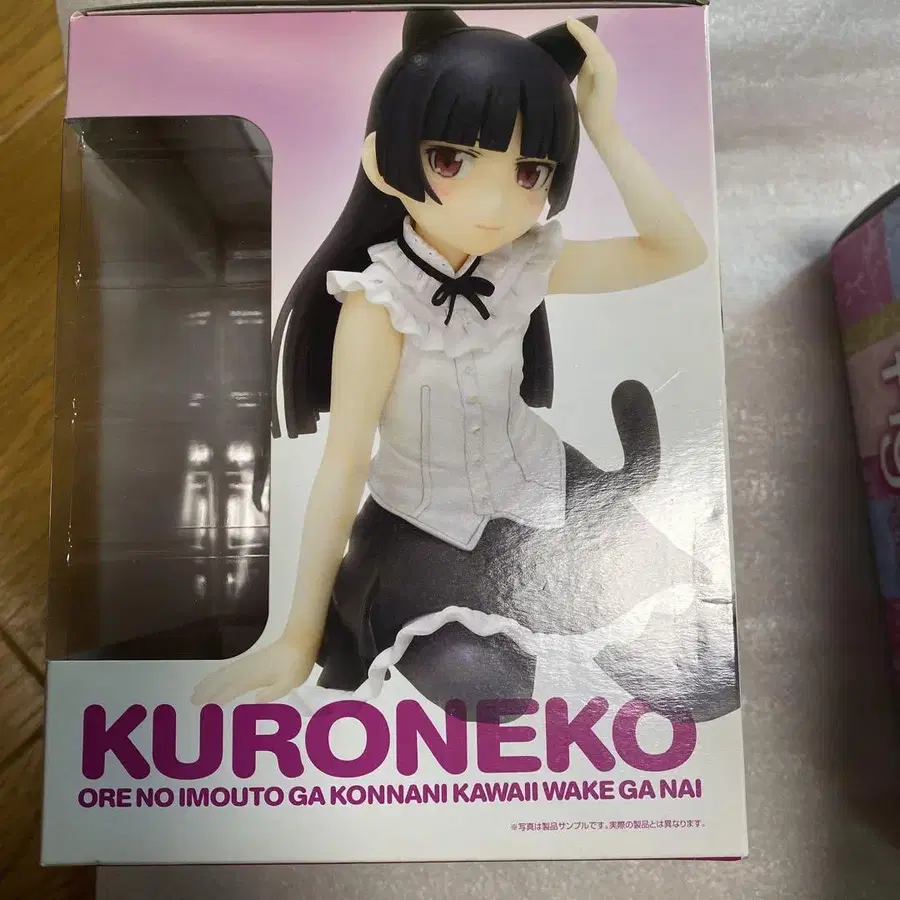 KURONEKO
ORE NO IMOUTO GA KONNANI KAWAII WAKE GA NAI
※写真は製品サンプルです。実際の製品とは異なります。